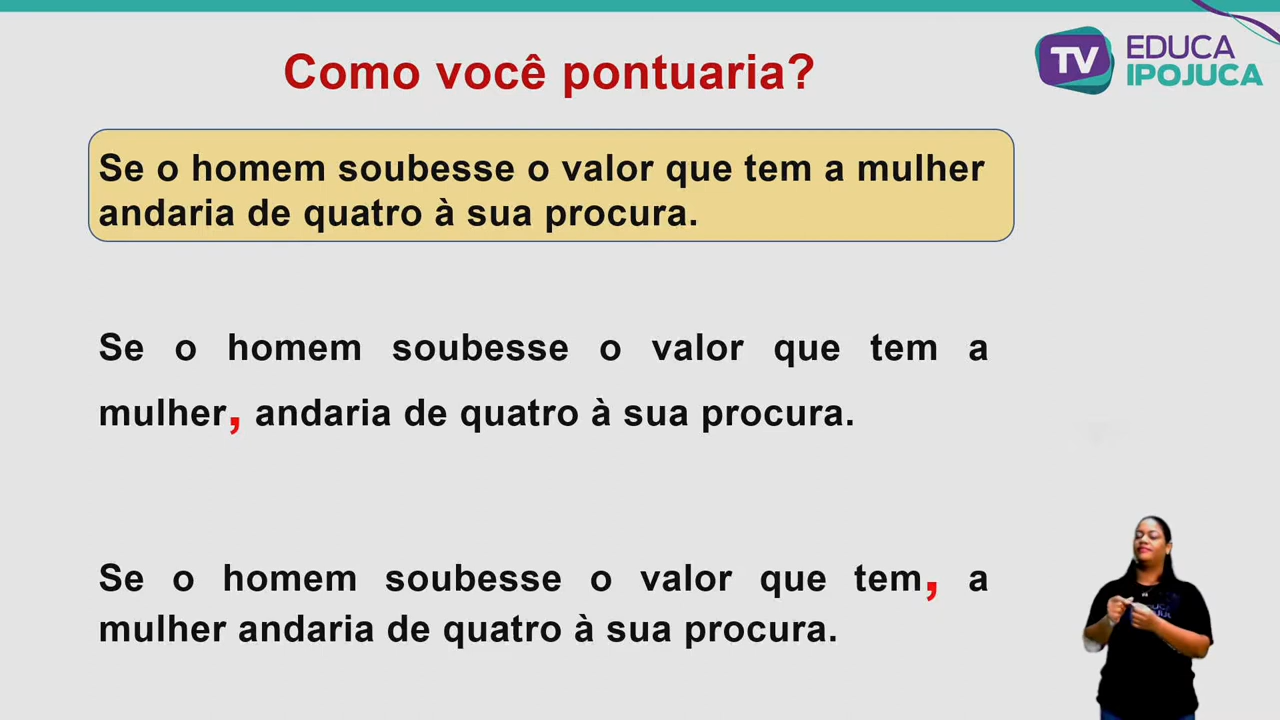 Como você pontuaria?
TV EDUCA
IPOJUCA
Se o homem soubesse o valor que tem a mulher
andaria de quatro à sua procura.
Se o homem soubesse o valor que tem a
mulher, andaria de quatro à sua procura.
Se o homem soubesse o valor que tem, a
mulher andaria de quatro à sua procura.